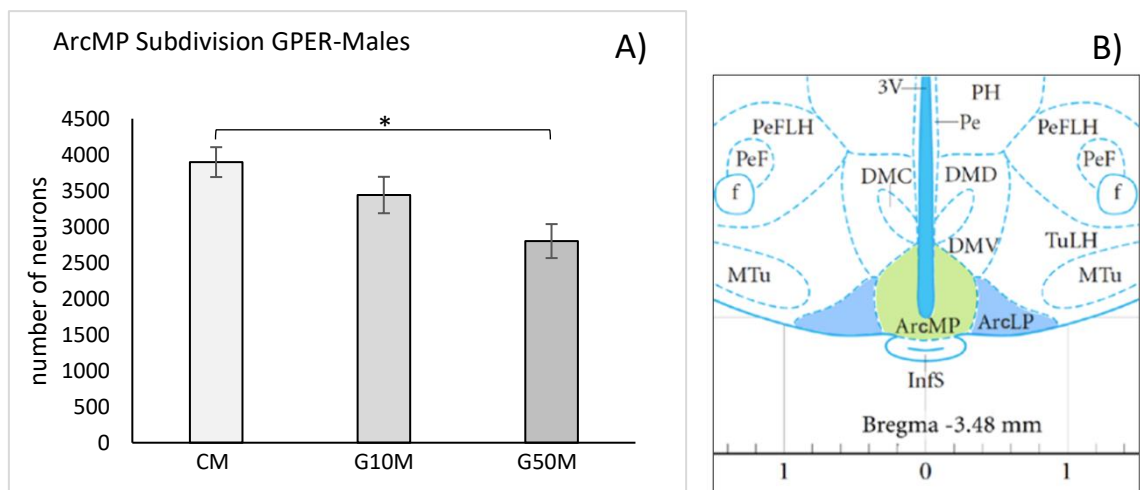 ArcMP Subdivision GPER-Males
A)
4500
4000
3500
3000
2500
2000
1500
1000
500
0
number of neurons
*
CM G10M G50M
B)
3V PH
Pe
PeFLH PeFLH
PeF PeF
f f
DMC DMD
DMV TuLH
MTu MTu
ArcMP ArcLP
InfS
Bregma -3.48 mm
1 0 1